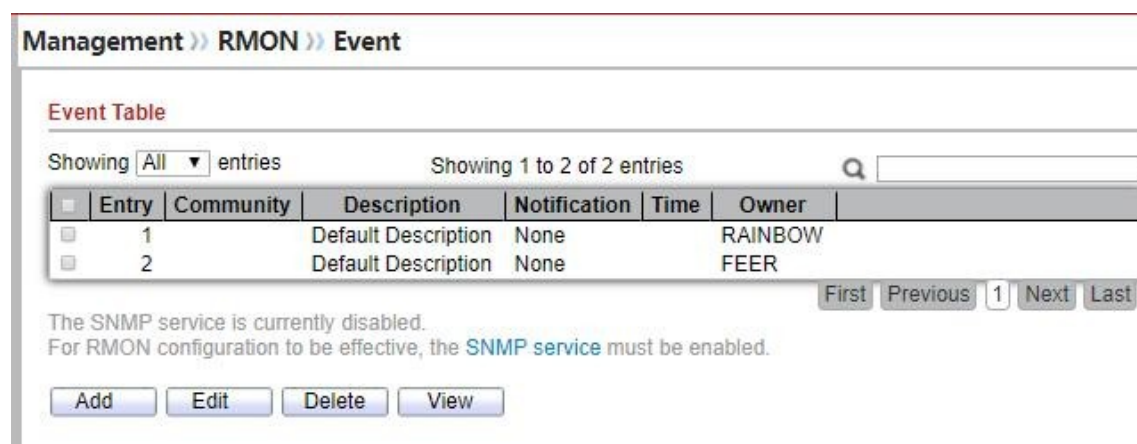 Management » RMON » Event
Event Table
Showing All ▼ entries Showing 1 to 2 of 2 entries
Entry Community Description Notification Time Owner
1 Default Description None RAINBOW
2 Default Description None FEER
First Previous 1 Next Last
The SNMP service is currently disabled.
For RMON configuration to be effective, the SNMP service must be enabled.
Add Edit Delete View